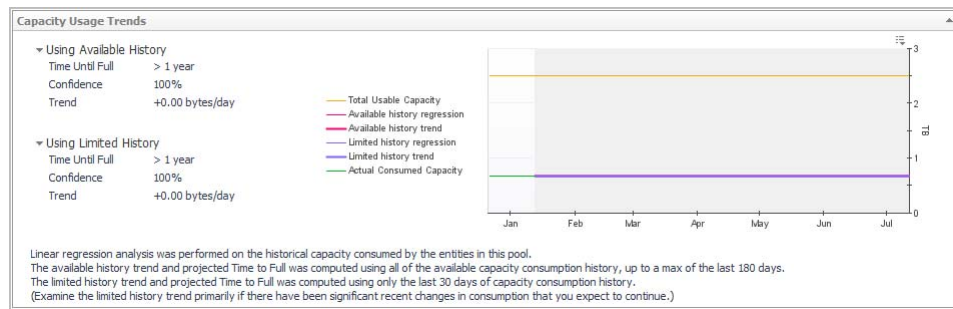 Capacity Usage Trends
Using Available History
Time Until Full > 1 year
Confidence 100%
Trend +0.00 bytes/day
Using Limited History
Time Until Full > 1 year
Confidence 100%
Trend +0.00 bytes/day
Total Usable Capacity
Available history regression
Available history trend
Limited history regression
Limited history trend
Actual Consumed Capacity
3
2
1
0
TB
Jan Feb Mar Apr May Jun Jul
Linear regression analysis was performed on the historical capacity consumed by the entities in this pool.
The available history trend and projected Time to Full was computed using all of the available capacity consumption history, up to a max of the last 180 days.
The limited history trend and projected Time to Full was computed using only the last 30 days of capacity consumption history.
(Examine the limited history trend primarily if there have been significant recent changes in consumption that you expect to continue.)